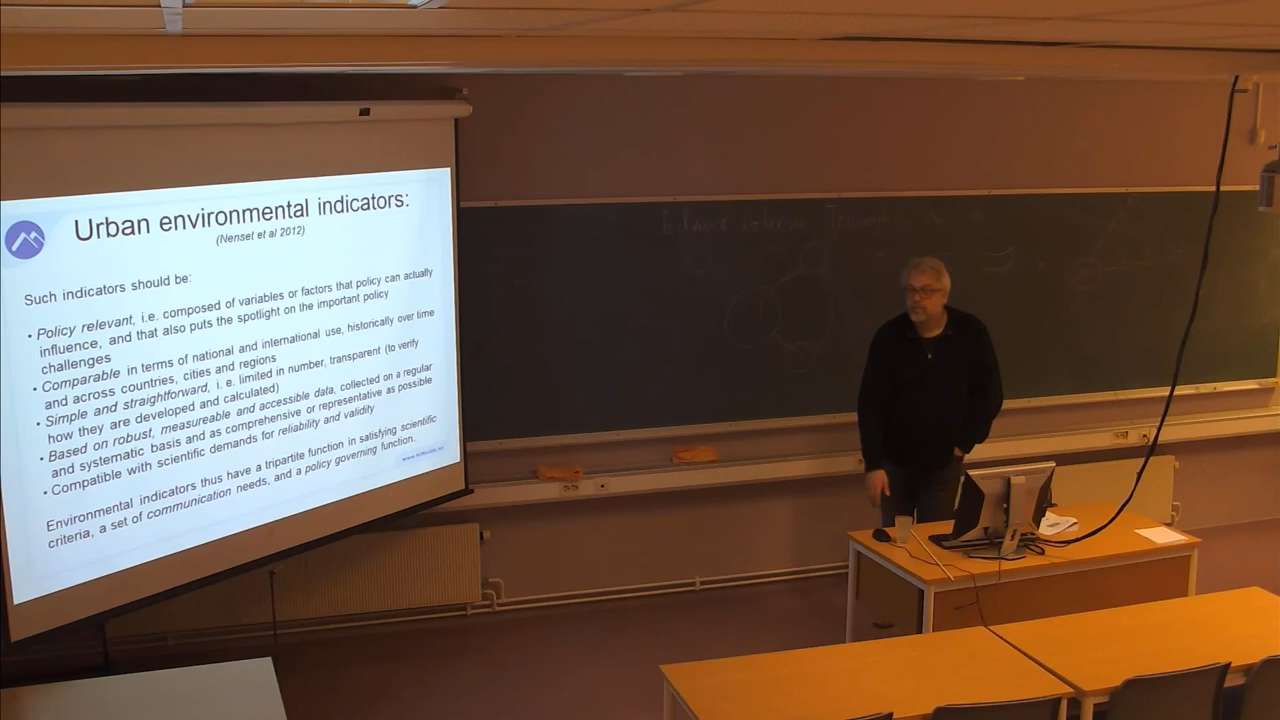 Urban environmental indicators:
(Nenset et al 2012)
Such indicators should be:
• Policy relevant, i.e. composed of variables or factors that policy can actually
influence, and that also puts the spotlight on the important policy
challenges
• Comparable in terms of national and international use, historically over time
and across countries, cities and regions
• Simple and straightforward, i. e. limited in number, transparent (to verify
how they are developed and calculated)
• Based on robust, measureable and accessible data, collected on a regular
and systematic basis and as comprehensive or representative as possible
• Compatible with scientific demands for reliability and validity
Environmental indicators thus have a tripartite function in satisfying scientific
criteria, a set of communication needs, and a policy governing function.